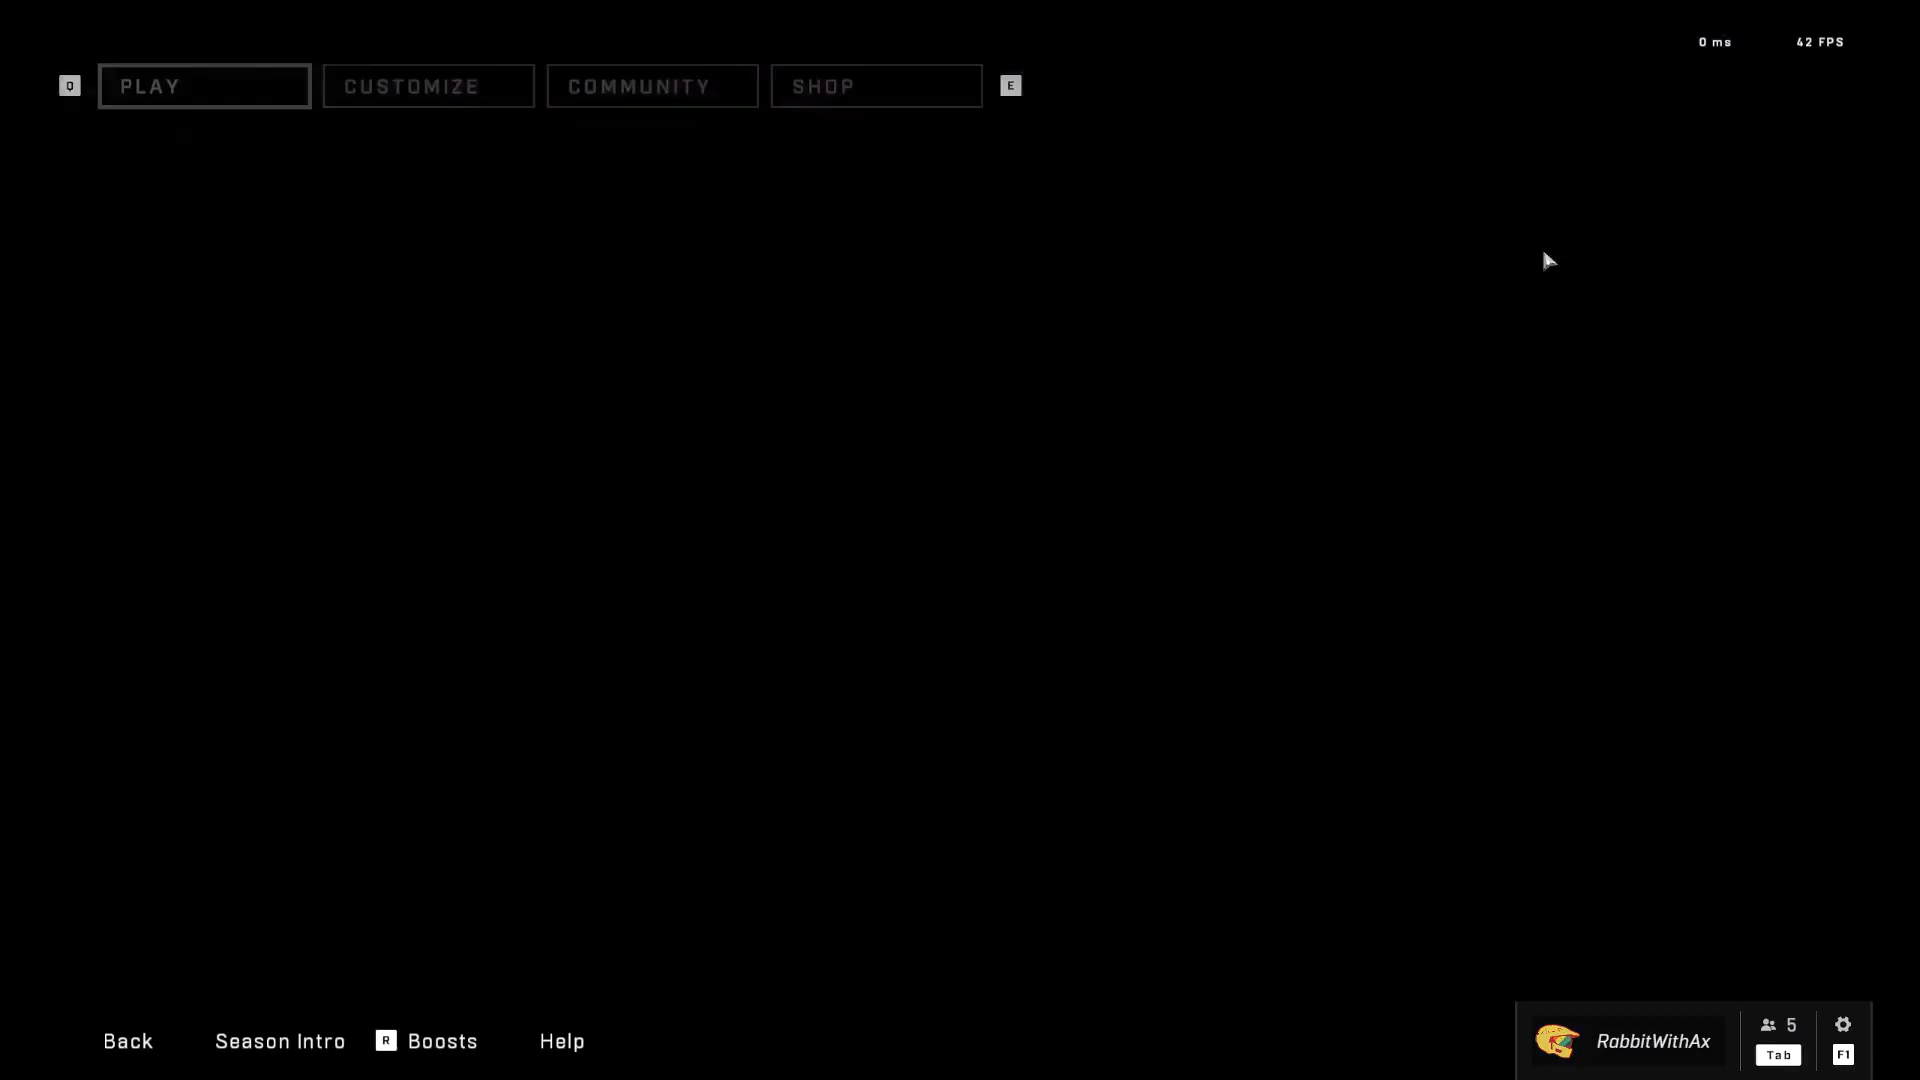 0 ms 42 FPS
Q PLAY CUSTOMIZE COMMUNITY SHOP E
Back Season Intro R Boosts Help
RabbitWithAx
5
Tab F1